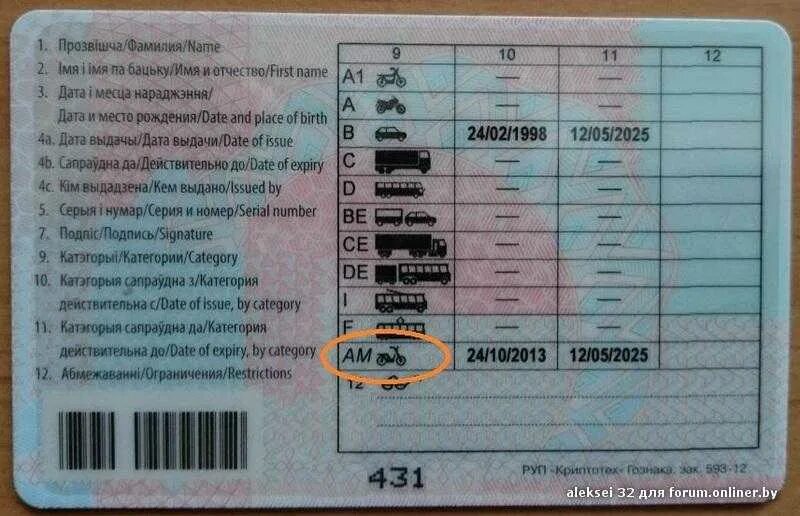 1. Прозвішча/Фамилия/Name
2. Імя і імя па бацьку/Имя и отчество/First name
3. Дата і месца нараджэння/
Дата и место рождения/Date and place of birth
4a. Дата выдачы/Дата выдачи/Date of issue
4b. Сапраўдна да/Действительно до/Date of expiry
4c. Кім выдадзена/Кем выдано/Issued by
5. Серыя і нумар/Серия и номер/Serial number
7. Подпіс/Подпись/Signature
9. Катэгорыі/Категории/Category
10. Катэгорыя сапраўдна з/Категория
действительна с/Date of issue, by category
11. Катэгорыя сапраўдна да/Категория
действительна до/Date of expiry, by category
12. Абмежаванні/Ограничения/Restrictions
9 10 11 12
A1 — —
A — —
B 24/02/1998 12/05/2025
C — —
D — —
BE — —
CE — —
DE — —
I — —
F — —
AM 24/10/2013 12/05/2025
12
431
РУП «Криптотех» Гознака. зак. 593-12
aleksei 32 для forum.onliner.by